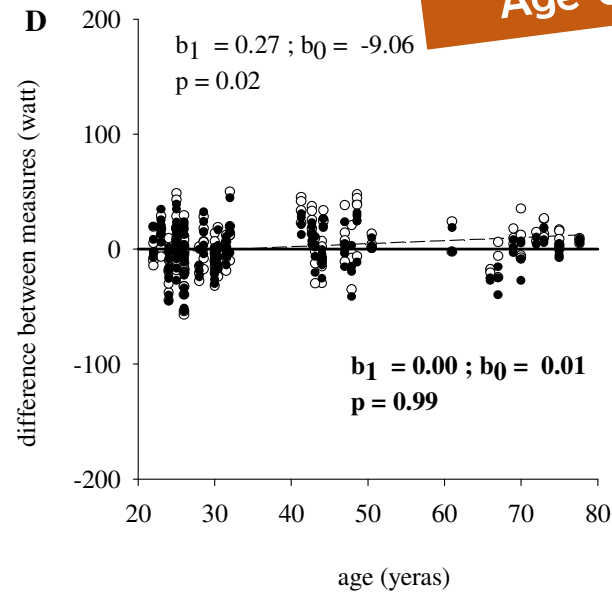 D
Age
200
b1 = 0.27 ; b0 = -9.06
p = 0.02
100
0
-100
-200
b1 = 0.00 ; b0 = 0.01
p = 0.99
difference between measures (watt)
20 30 40 50 60 70 80
age (yeras)